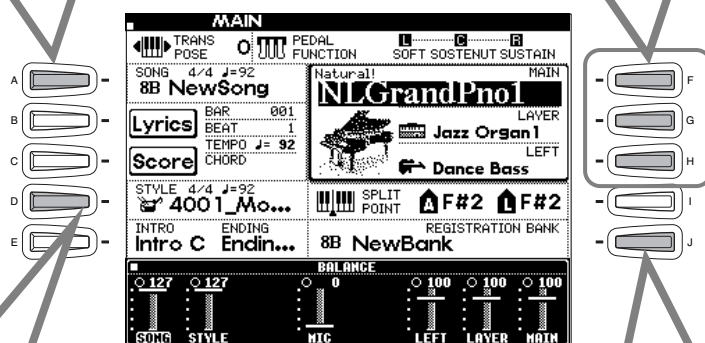 MAIN
TRANS POSE 0 PEDAL FUNCTION L C R SOFT SOSTENUT SUSTAIN
SONG 4/4 ♩=92
8B NewSong
Natural! MAIN
NLGrandPno1
Lyrics BAR 001
BEAT 1
LAYER
Jazz Organ1
Score TEMPO ♩= 92
CHORD
LEFT
Dance Bass
STYLE 4/4 ♩=92
4001_Mo...
SPLIT POINT A F#2 L F#2
INTRO ENDING
Intro C Endin...
REGISTRATION BANK
8B NewBank
BALANCE
127 127 0 100 100 100
SONG STYLE MIC LEFT LAYER MAIN
A
B
C
D
E
F
G
H
I
J